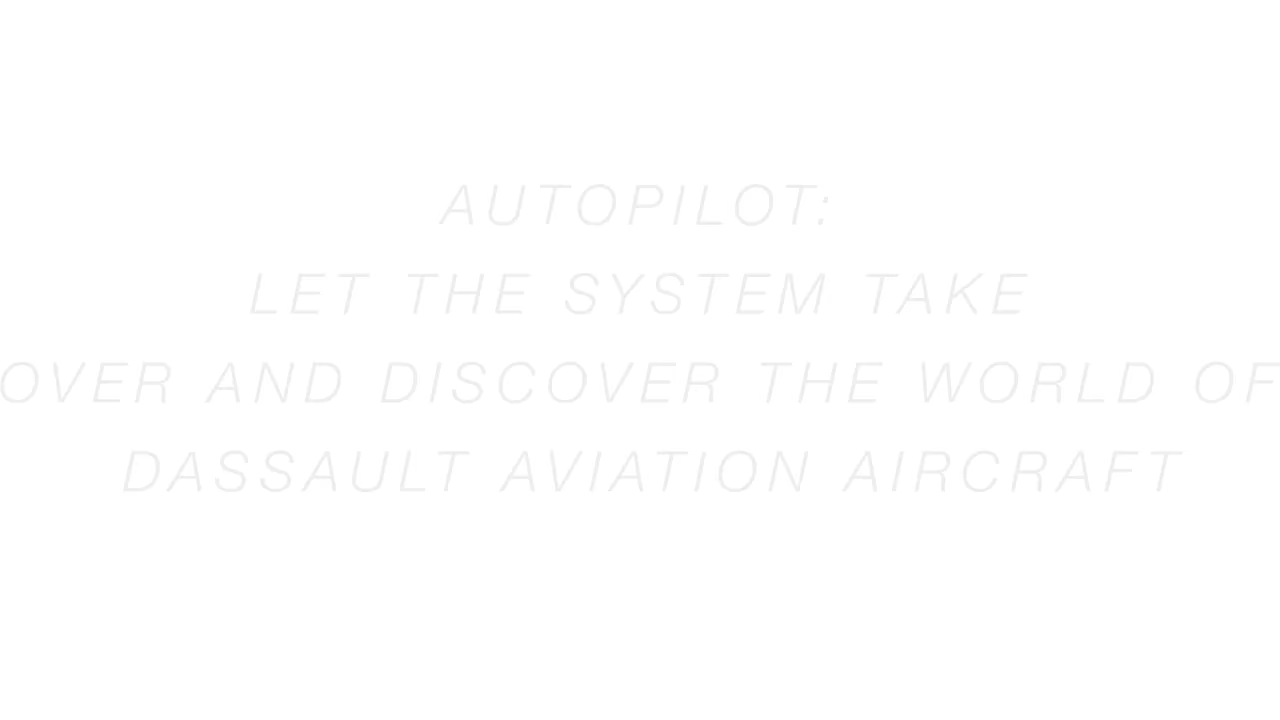 AUTOPILOT:
LET THE SYSTEM TAKE
OVER AND DISCOVER THE WORLD OF
DASSAULT AVIATION AIRCRAFT